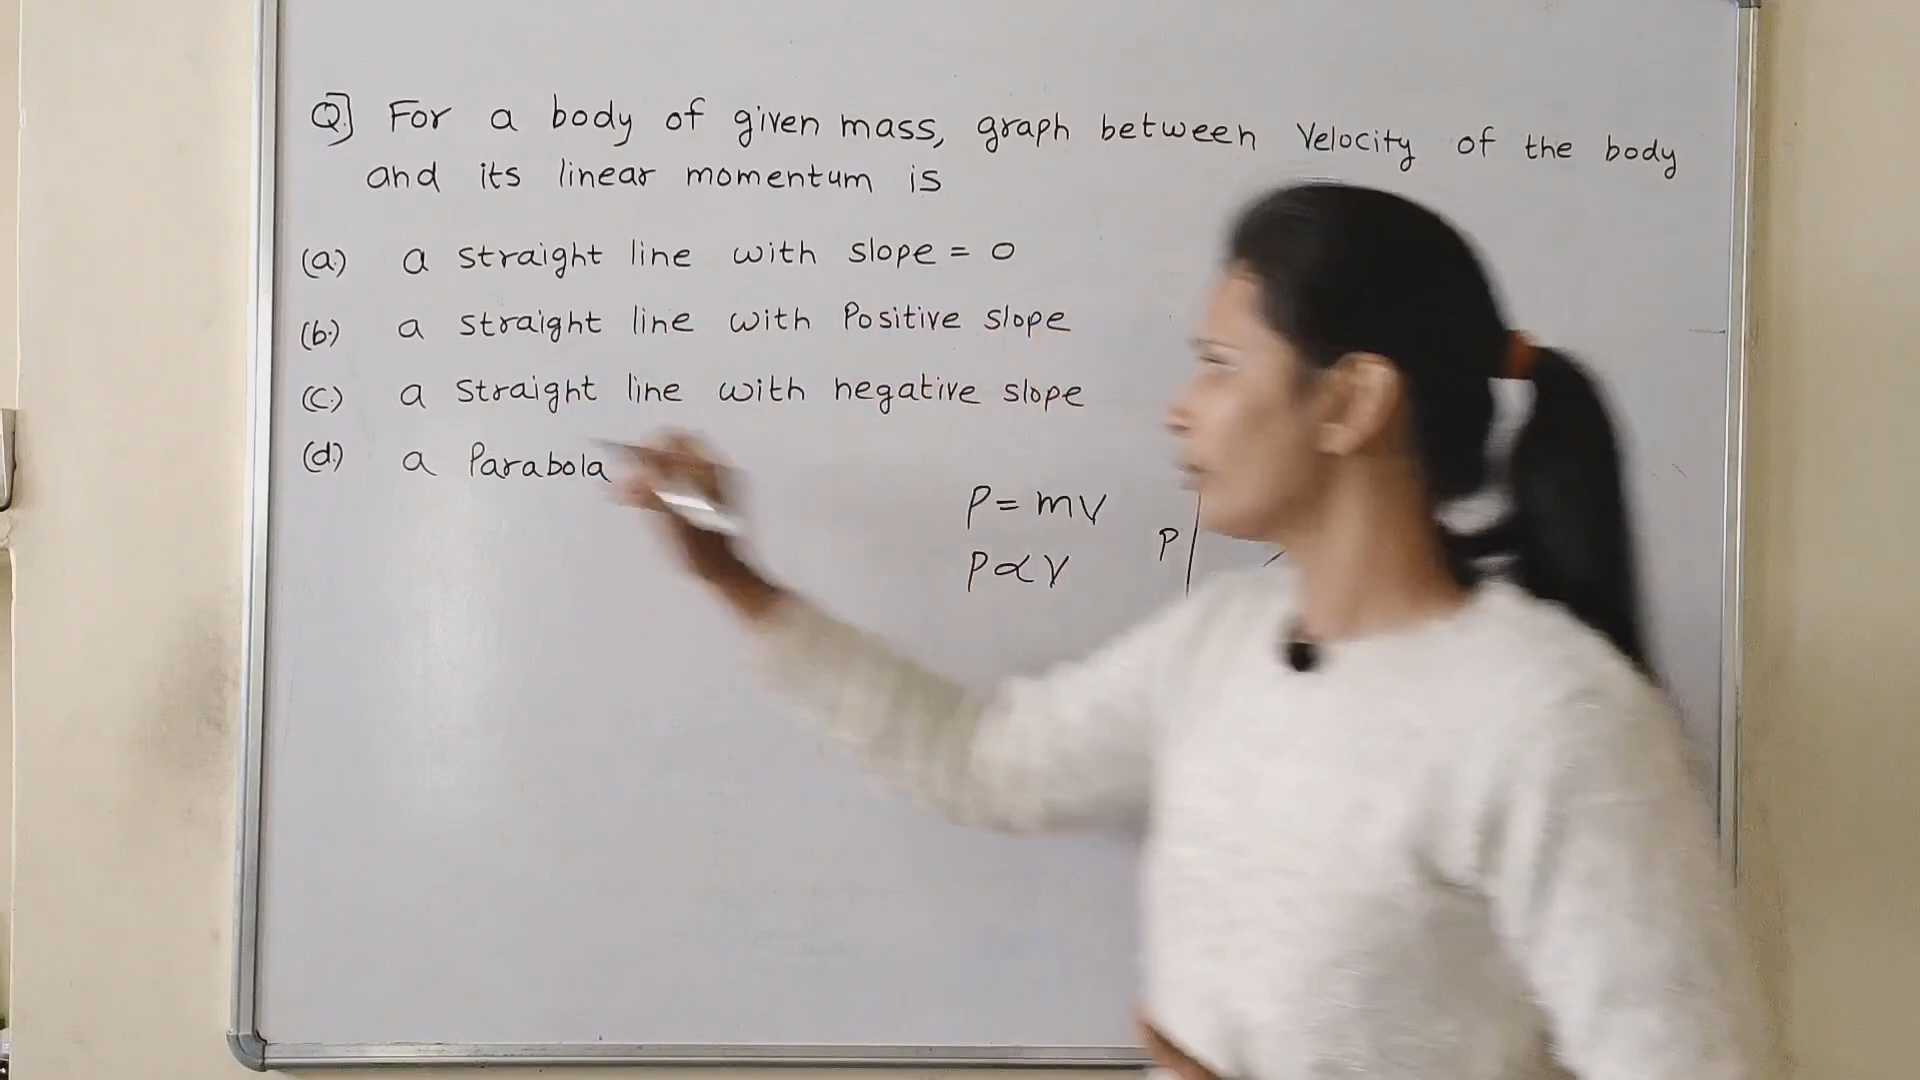 Q.] For a body of given mass, graph between Velocity of the body
and its linear momentum is
(a.) a straight line with slope = 0
(b.) a straight line with Positive slope
(c.) a straight line with negative slope
(d.) a Parabola
P = mv
P ∝ v
P